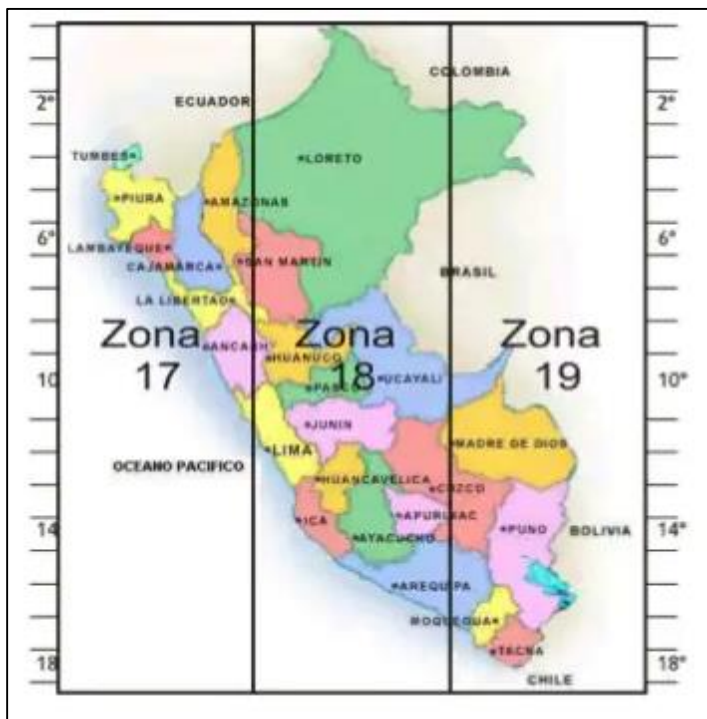 COLOMBIA
ECUADOR
2° 2°
TUMBES
LORETO
PIURA
AMAZONAS
6° 6°
LAMBAYEQUE
SAN MARTIN
CAJAMARCA
BRASIL
LA LIBERTAD
Zona 17
Zona 18
Zona 19
ANCASH
HUANUCO
10 10°
PASCO
UCAYALI
JUNIN
LIMA
MADRE DE DIOS
OCEANO PACIFICO
HUANCAVELICA
CUZCO
ICA
APURIMAC
PUNO
BOLIVIA
14° 14°
AYACUCHO
AREQUIPA
MOQUEGUA
TACNA
18° 18°
CHILE